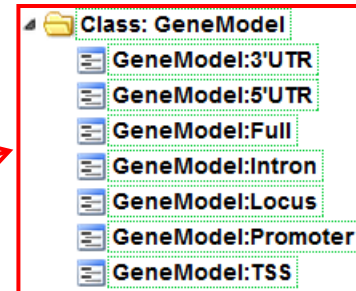 Class: GeneModel
GeneModel:3'UTR
GeneModel:5'UTR
GeneModel:Full
GeneModel:Intron
GeneModel:Locus
GeneModel:Promoter
GeneModel:TSS